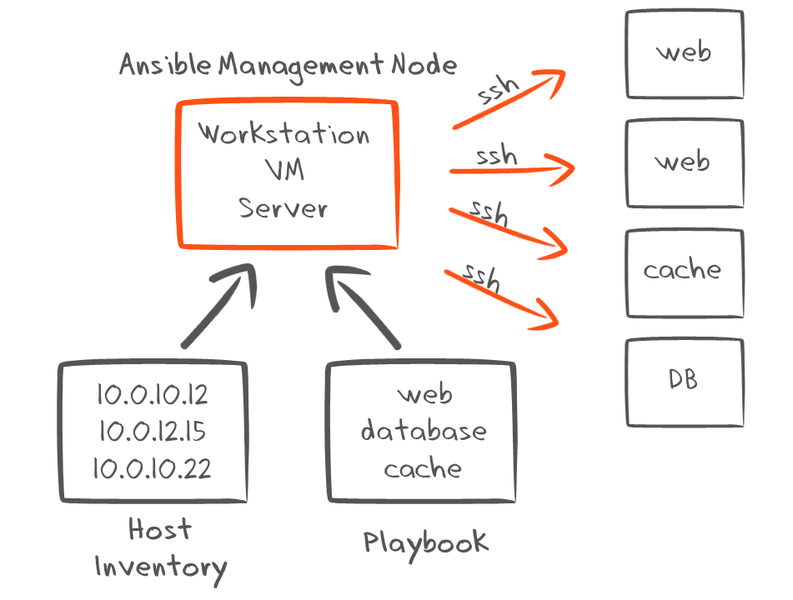 Ansible Management Node
Workstation
VM
Server
ssh
ssh
ssh
ssh
web
web
cache
DB
10.0.10.12
10.0.12.15
10.0.10.22
Host
Inventory
web
database
cache
Playbook